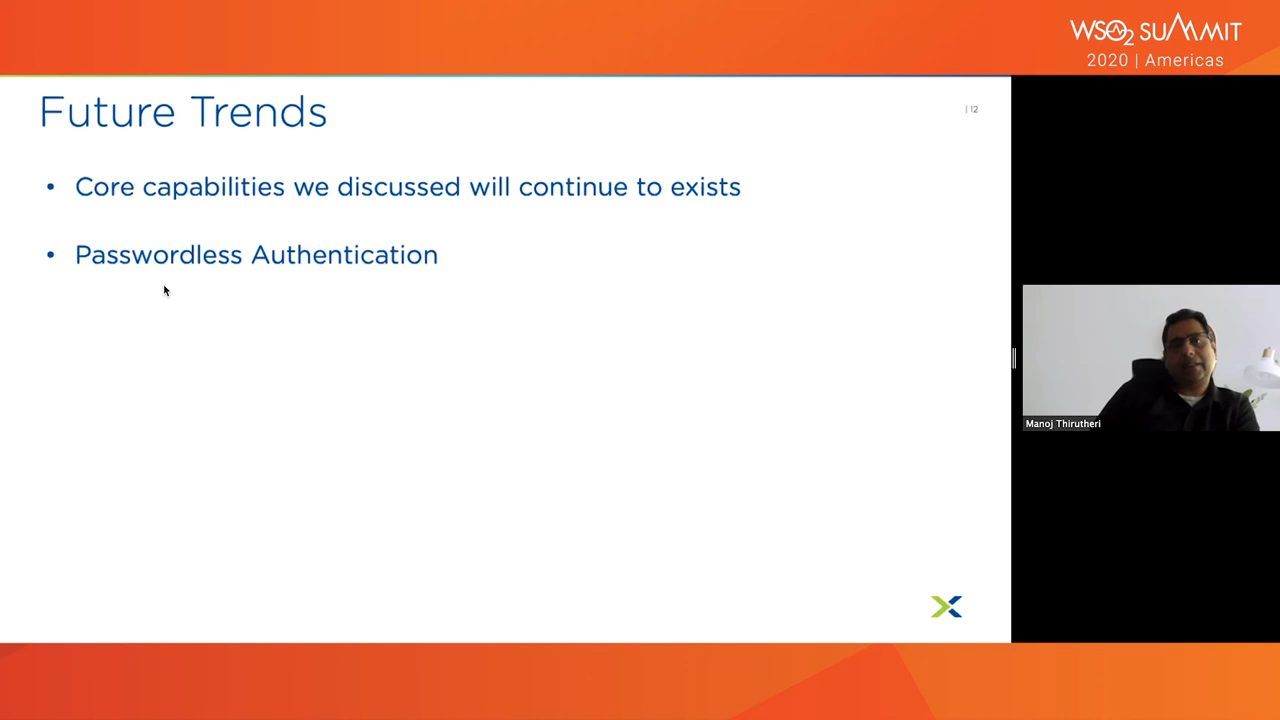 WSO2 SUMMIT
2020 | Americas
Future Trends
| 12
• Core capabilities we discussed will continue to exists
• Passwordless Authentication
Manoj Thirutheri